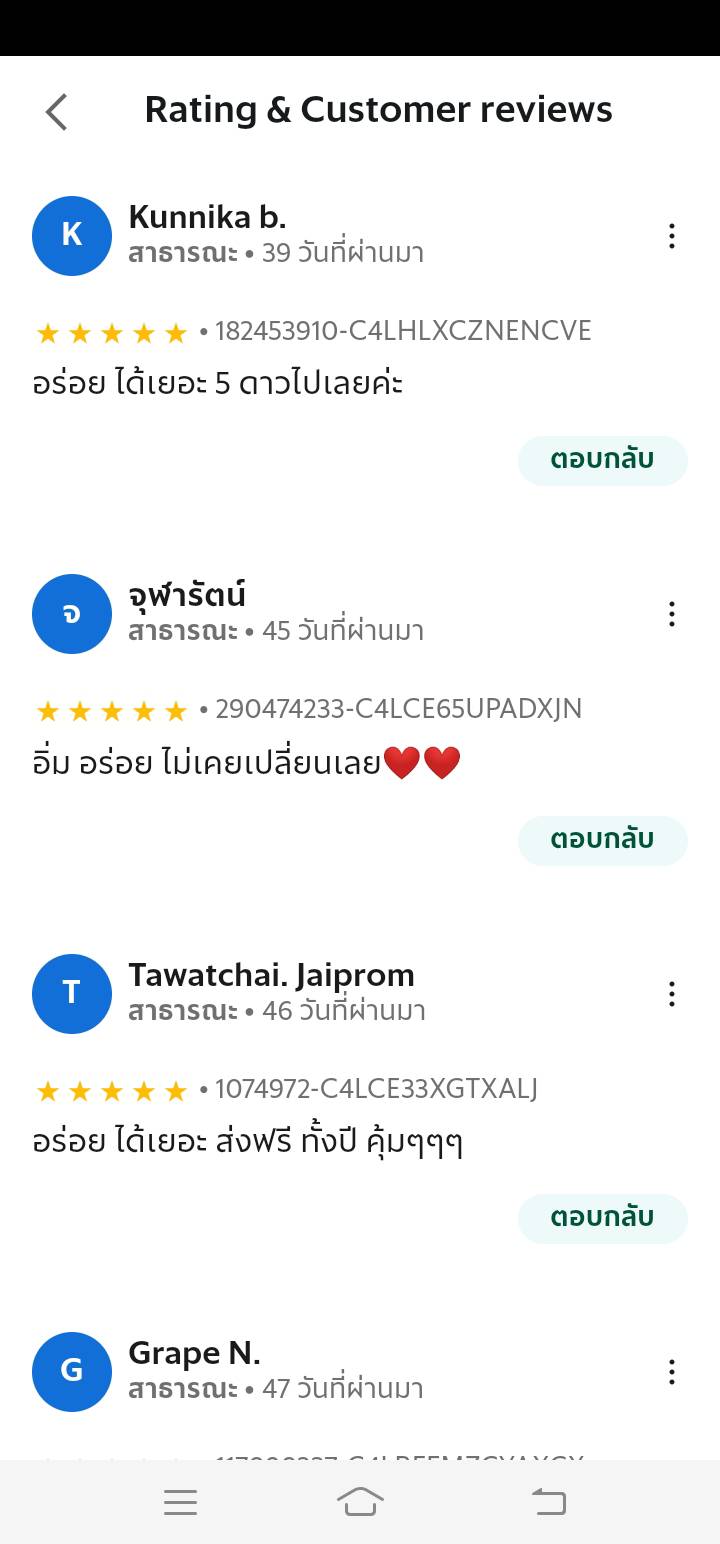 Rating & Customer reviews
K
Kunnika b.
สาธารณะ • 39 วันที่ผ่านมา
★★★★★ • 182453910-C4LHLXCZNENCVE
อร่อย ได้เยอะ 5 ดาวไปเลยค่ะ
ตอบกลับ
จ
จุฬารัตน์
สาธารณะ • 45 วันที่ผ่านมา
★★★★★ • 290474233-C4LCE65UPADXJN
อิ่ม อร่อย ไม่เคยเปลี่ยนเลย❤️❤️
ตอบกลับ
T
Tawatchai. Jaiprom
สาธารณะ • 46 วันที่ผ่านมา
★★★★★ • 1074972-C4LCE33XGTXALJ
อร่อย ได้เยอะ ส่งฟรี ทั้งปี คุ้มๆๆๆ
ตอบกลับ
G
Grape N.
สาธารณะ • 47 วันที่ผ่านมา